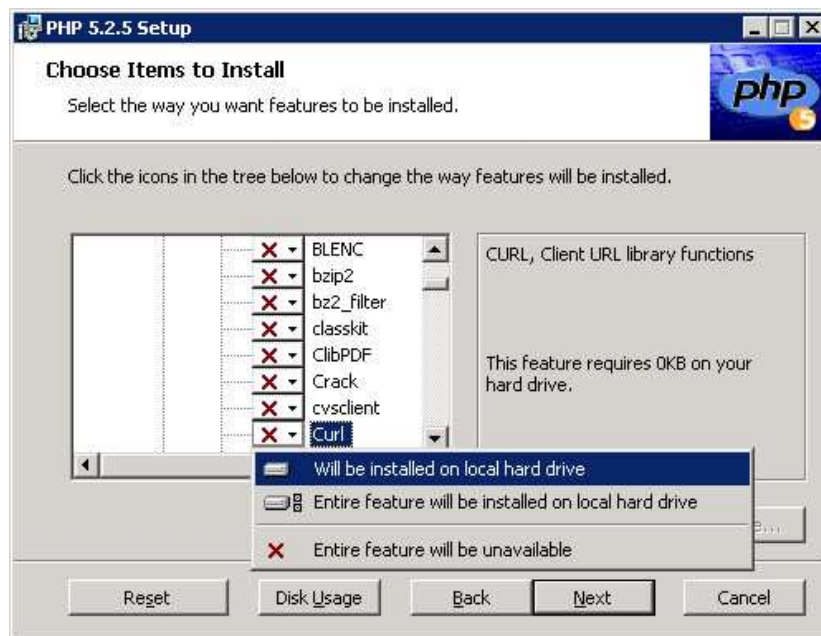 PHP 5.2.5 Setup
Choose Items to Install
Select the way you want features to be installed.
php
5
Click the icons in the tree below to change the way features will be installed.
BLENC
bzip2
bz2_filter
classkit
ClibPDF
Crack
cvsclient
Curl
CURL, Client URL library functions
This feature requires 0KB on your
hard drive.
Will be installed on local hard drive
Entire feature will be installed on local hard drive
Entire feature will be unavailable
Reset
Disk Usage
Back
Next
Cancel